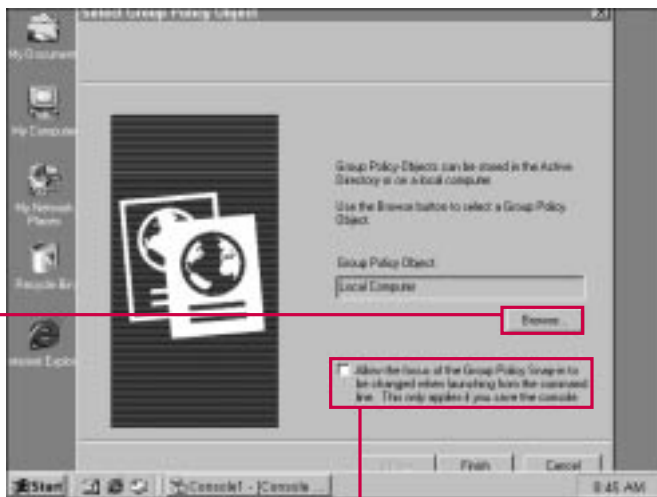 Select Group Policy Object
My Documents
My Computer
My Network
Places
Recycle Bin
Internet Explo
Group Policy Objects can be stored in the Active
Directory or on a local computer.
Use the Browse button to select a Group Policy
Object.
Group Policy Object:
Local Computer
Browse...
Allow the focus of the Group Policy Snap-in to
be changed when launching from the command
line. This only applies if you save the console.
Finish
Cancel
Start
Console1 - [Console ...
8:45 AM